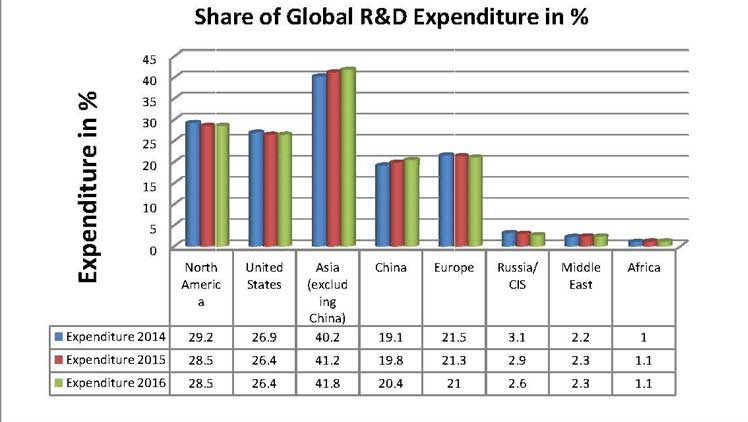 Share of Global R&D Expenditure in %
Expenditure in %
45
40
35
30
25
20
15
10
5
0
North
Americ
a
United
States
Asia
(exclud
ing
China)
China
Europe
Russia/
CIS
Middle
East
Africa
Expenditure 2014 29.2 26.9 40.2 19.1 21.5 3.1 2.2 1
Expenditure 2015 28.5 26.4 41.2 19.8 21.3 2.9 2.3 1.1
Expenditure 2016 28.5 26.4 41.8 20.4 21 2.6 2.3 1.1